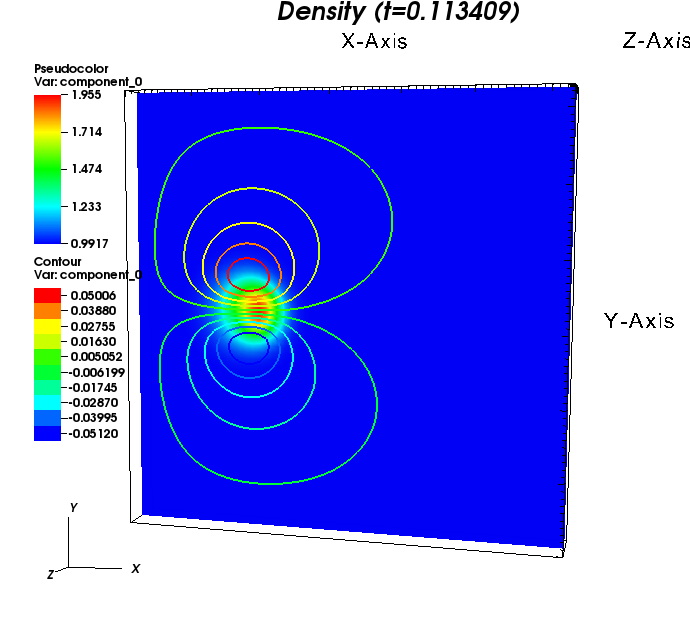 Density (t=0.113409)
X-Axis
Z-Axis
Pseudocolor
Var: component_0
1.955
1.714
1.474
1.233
0.9917
Contour
Var: component_0
0.05006
0.03880
0.02755
0.01630
0.005052
-0.006199
-0.01745
-0.02870
-0.03995
-0.05120
Y-Axis
Y
Z
X